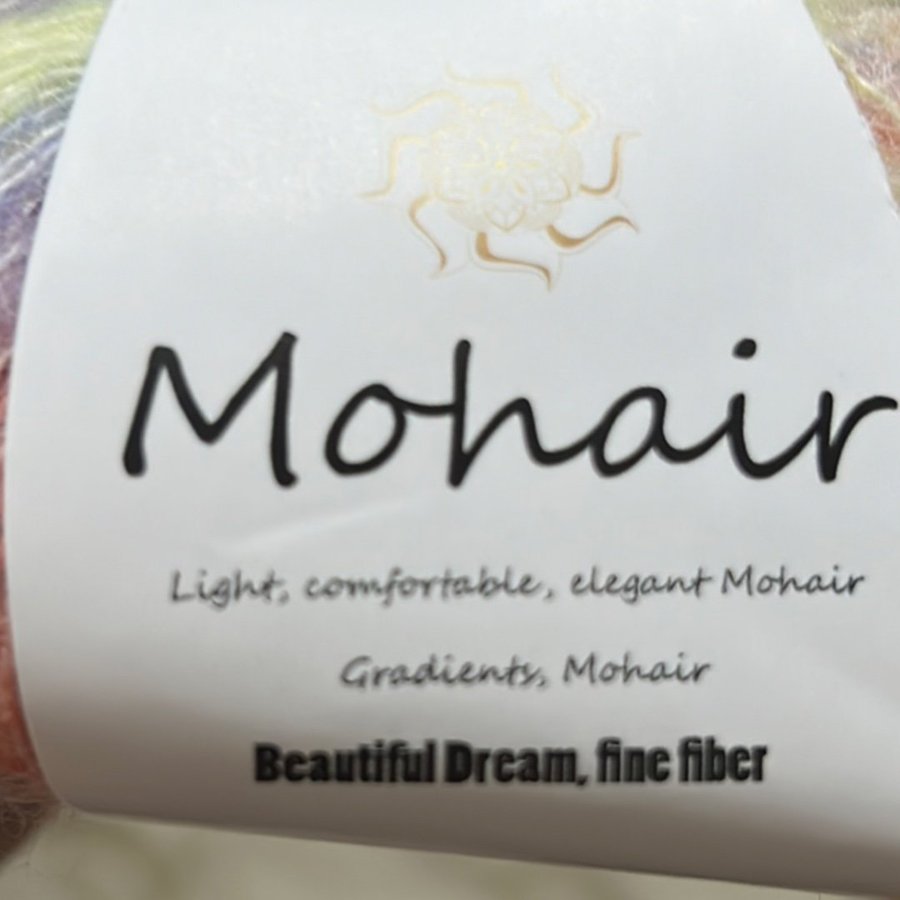 Mohair
Light, comfortable, elegant Mohair
Gradients, Mohair
Beautiful Dream, fine fiber